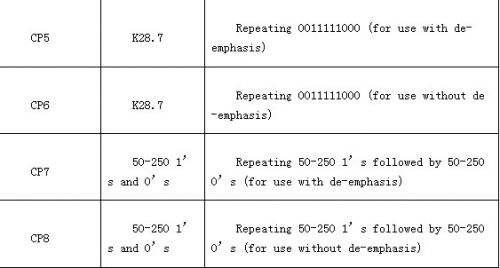 CP5
K28.7
Repeating 0011111000 (for use with de-
emphasis)
CP6
K28.7
Repeating 0011111000 (for use without de
-emphasis)
CP7
50-250 1’
s and 0’ s
Repeating 50-250 1’ s followed by 50-250
0’ s (for use with de-emphasis)
CP8
50-250 1’
s and 0’ s
Repeating 50-250 1’ s followed by 50-250
0’ s (for use without de-emphasis)